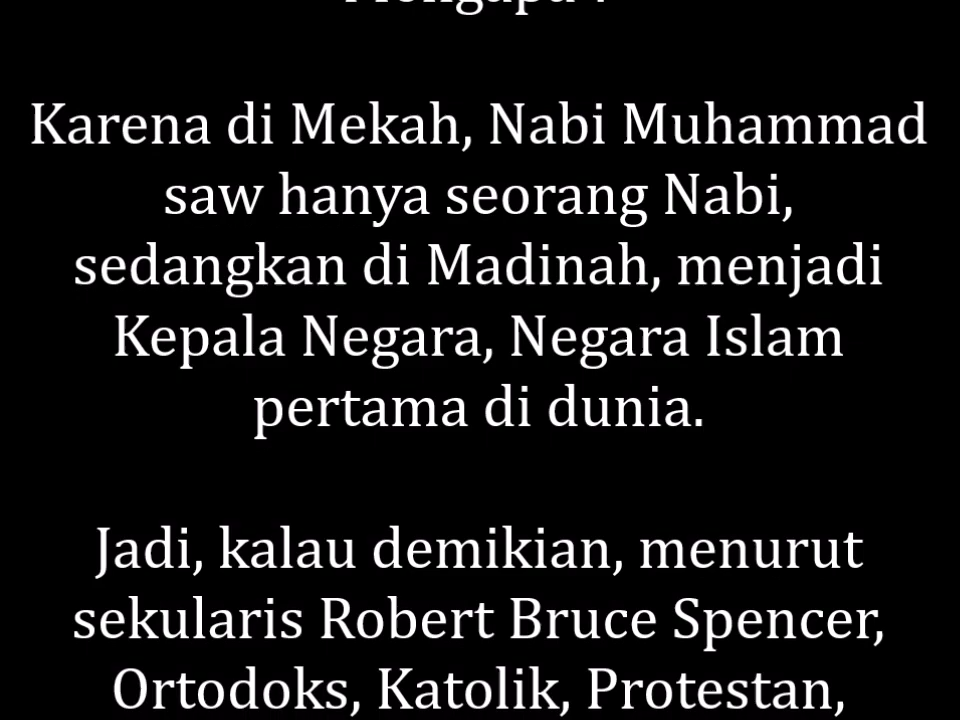 Karena di Mekah, Nabi Muhammad
saw hanya seorang Nabi,
sedangkan di Madinah, menjadi
Kepala Negara, Negara Islam
pertama di dunia.
Jadi, kalau demikian, menurut
sekularis Robert Bruce Spencer,
Ortodoks, Katolik, Protestan,